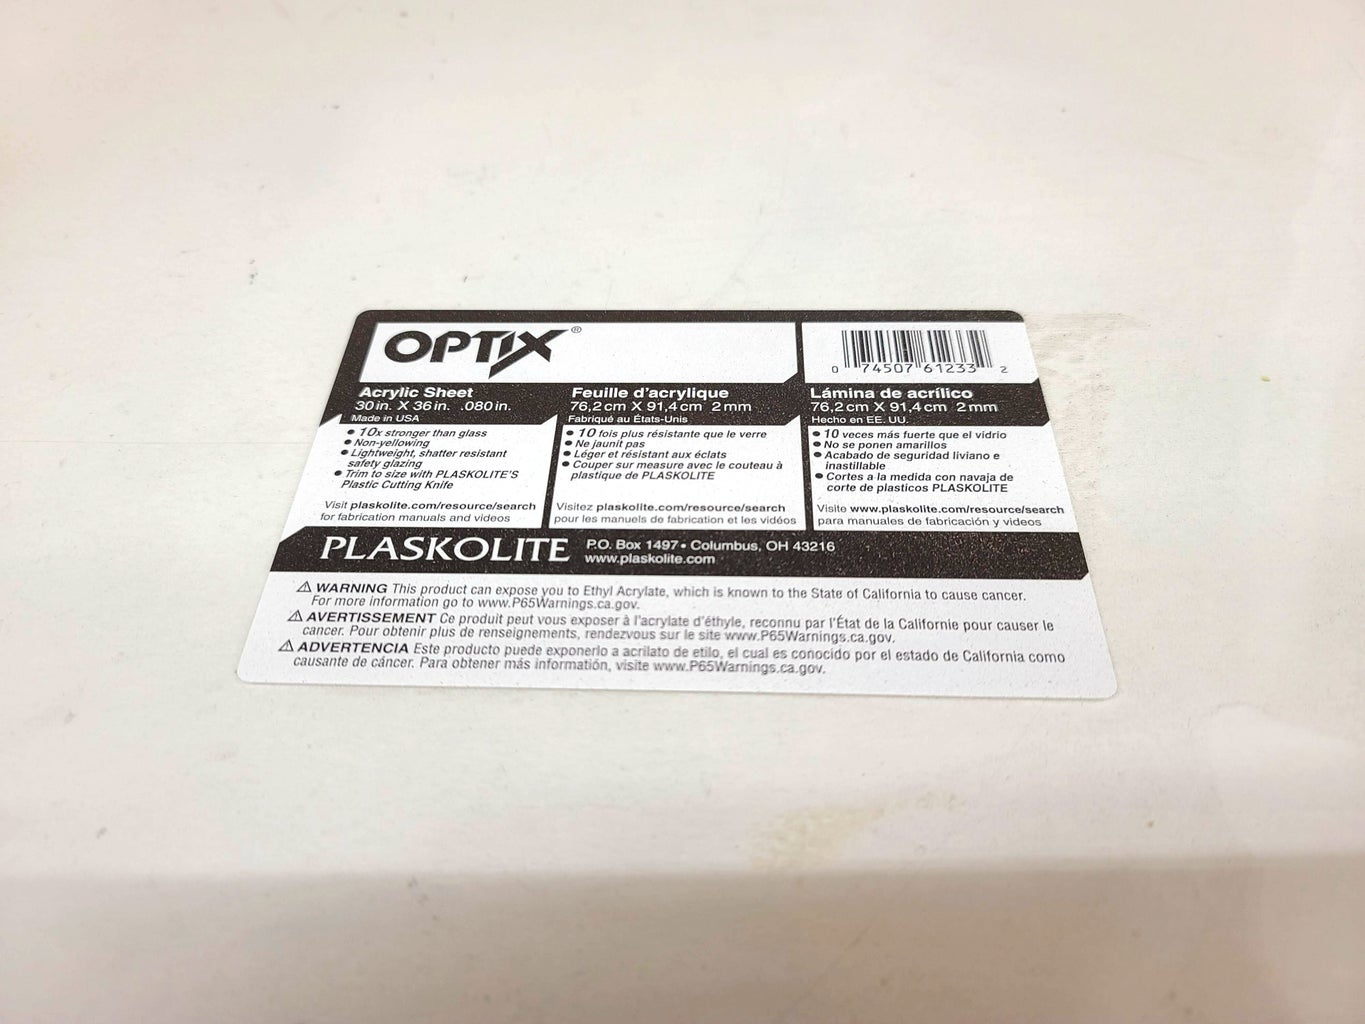 OPTIX®
0 74507 61233 2
Acrylic Sheet
30 in. X 36 in. .080 in.
Made in USA
• 10x stronger than glass
• Non-yellowing
• Lightweight, shatter resistant
safety glazing
• Trim to size with PLASKOLITE'S
Plastic Cutting Knife
Visit plaskolite.com/resource/search
for fabrication manuals and videos
Feuille d'acrylique
76,2 cm X 91,4 cm 2 mm
Fabriqué au États-Unis
• 10 fois plus résistante que le verre
• Ne jaunit pas
• Léger et résistant aux éclats
• Couper sur measure avec le couteau à
plastique de PLASKOLITE
Visitez plaskolite.com/resource/search
pour les manuels de fabrication et les vidéos
Lámina de acrílico
76,2 cm X 91,4 cm 2 mm
Hecho en EE. UU.
• 10 veces más fuerte que el vidrio
• No se ponen amarillos
• Acabado de seguridad liviano e
inastillable
• Cortes a la medida con navaja de
corte de plasticos PLASKOLITE
Visite www.plaskolite.com/resource/search
para manuales de fabricación y videos
PLASKOLITE
P.O. Box 1497 • Columbus, OH 43216
www.plaskolite.com
⚠ WARNING This product can expose you to Ethyl Acrylate, which is known to the State of California to cause cancer.
For more information go to www.P65Warnings.ca.gov.
⚠ AVERTISSEMENT Ce produit peut vous exposer à l'acrylate d'éthyle, reconnu par l'État de la Californie pour causer le
cancer. Pour obtenir plus de renseignements, rendezvous sur le site www.P65Warnings.ca.gov.
⚠ ADVERTENCIA Este producto puede exponerlo a acrilato de etilo, el cual es conocido por el estado de California como
causante de cáncer. Para obtener más información, visite www.P65Warnings.ca.gov.